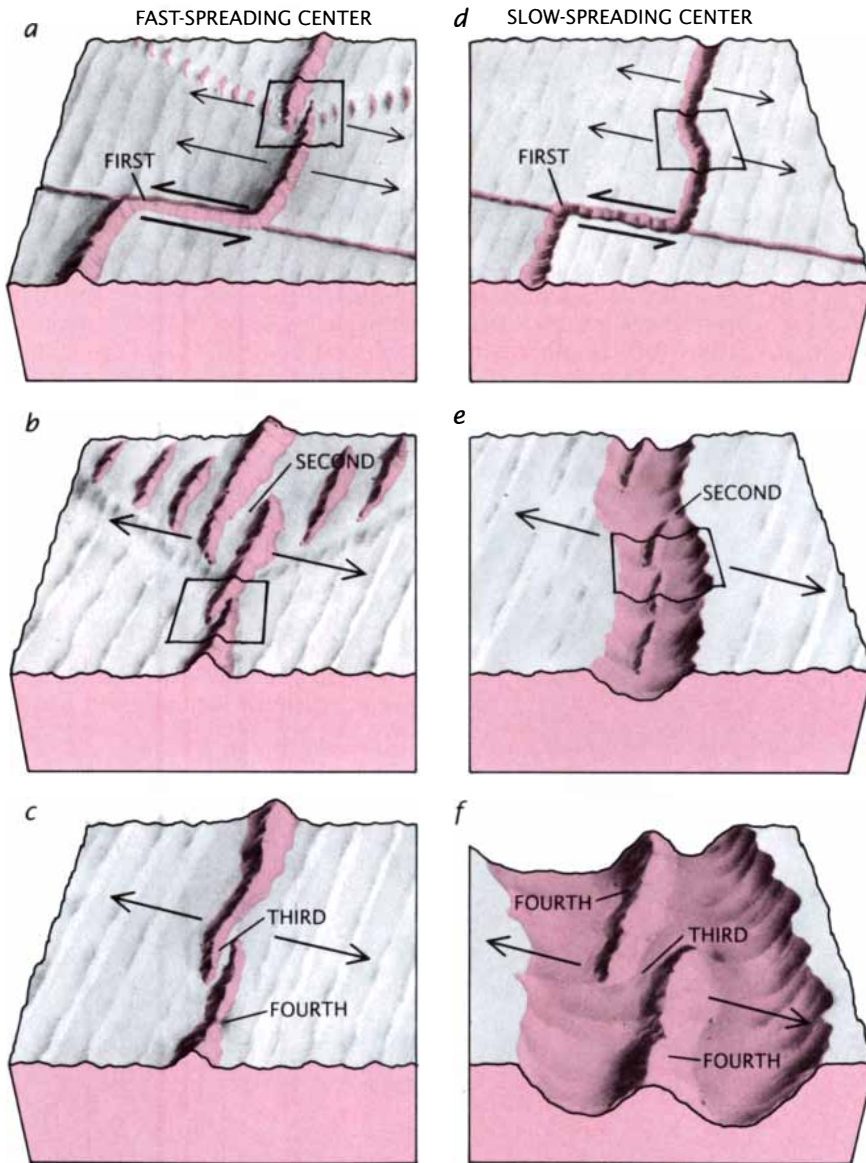 FAST-SPREADING CENTER
a
FIRST
b
SECOND
c
THIRD
FOURTH
SLOW-SPREADING CENTER
d
FIRST
e
SECOND
f
FOURTH
THIRD
FOURTH